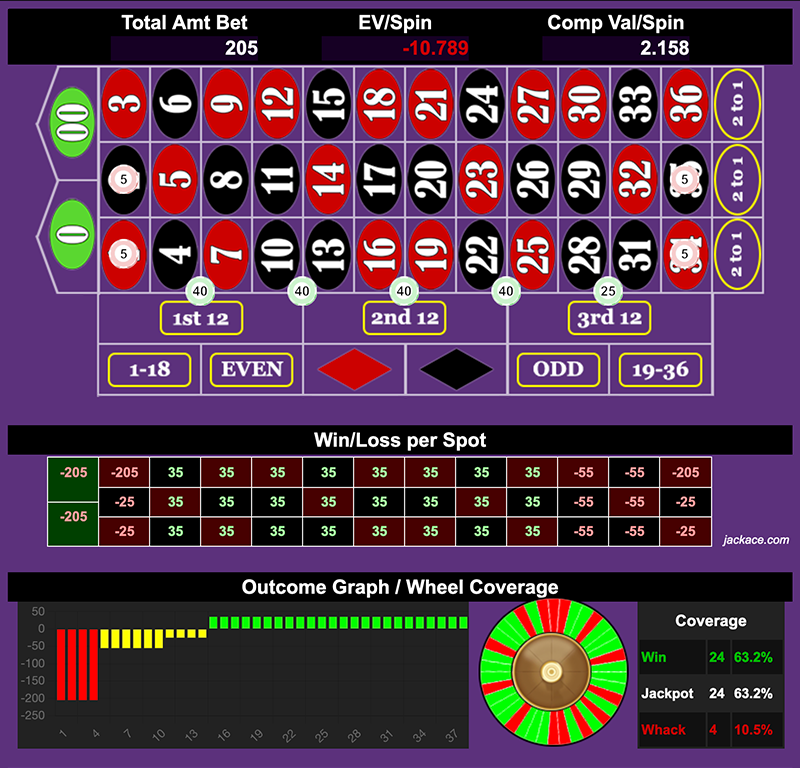 Total Amt Bet EV/Spin Comp Val/Spin
205 -10.789 2.158
00 3 6 9 12 15 18 21 24 27 30 33 36 2 to 1
5 5 8 11 14 17 20 23 26 29 32 5 2 to 1
0 5 4 7 10 13 16 19 22 25 28 31 5 2 to 1
40 40 40 40 25
1st 12 2nd 12 3rd 12
1-18 EVEN ODD 19-36
Win/Loss per Spot
-205 -205 35 35 35 35 35 35 35 35 -55 -55 -205
-25 35 35 35 35 35 35 35 35 -55 -55 -25
-205 -25 35 35 35 35 35 35 35 35 -55 -55 -25
jackace.com
Outcome Graph / Wheel Coverage
50
0
-50
-100
-150
-200
-250
1 4 7 10 13 16 19 22 25 28 31 34 37
Coverage
Win 24 63.2%
Jackpot 24 63.2%
Whack 4 10.5%